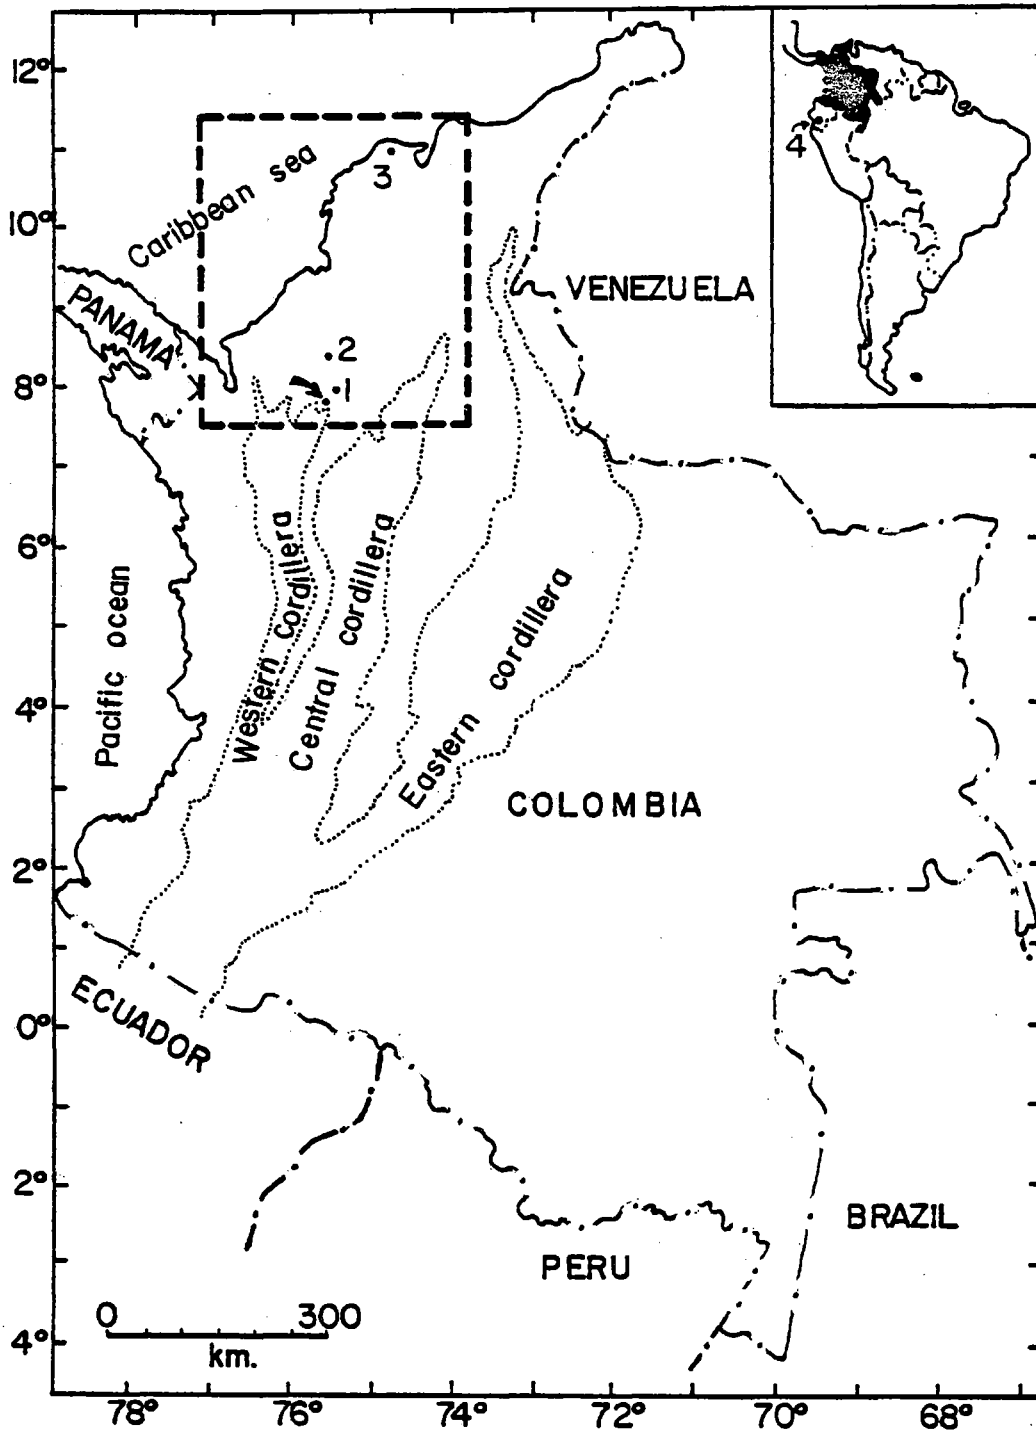 12°
10°
8°
6°
4°
2°
0°
2°
4°
78°
76°
74°
72°
70°
68°
Caribbean sea
3
4
PANAMA
VENEZUELA
2
1
Pacific ocean
Western Cordillera
Central cordillera
Eastern cordillera
COLOMBIA
ECUADOR
BRAZIL
PERU
0 300
km.